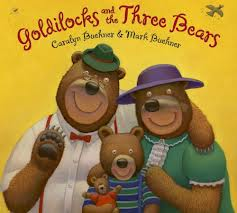 Goldilocks and the Three Bears
Caralyn Buehner & Mark Buehner